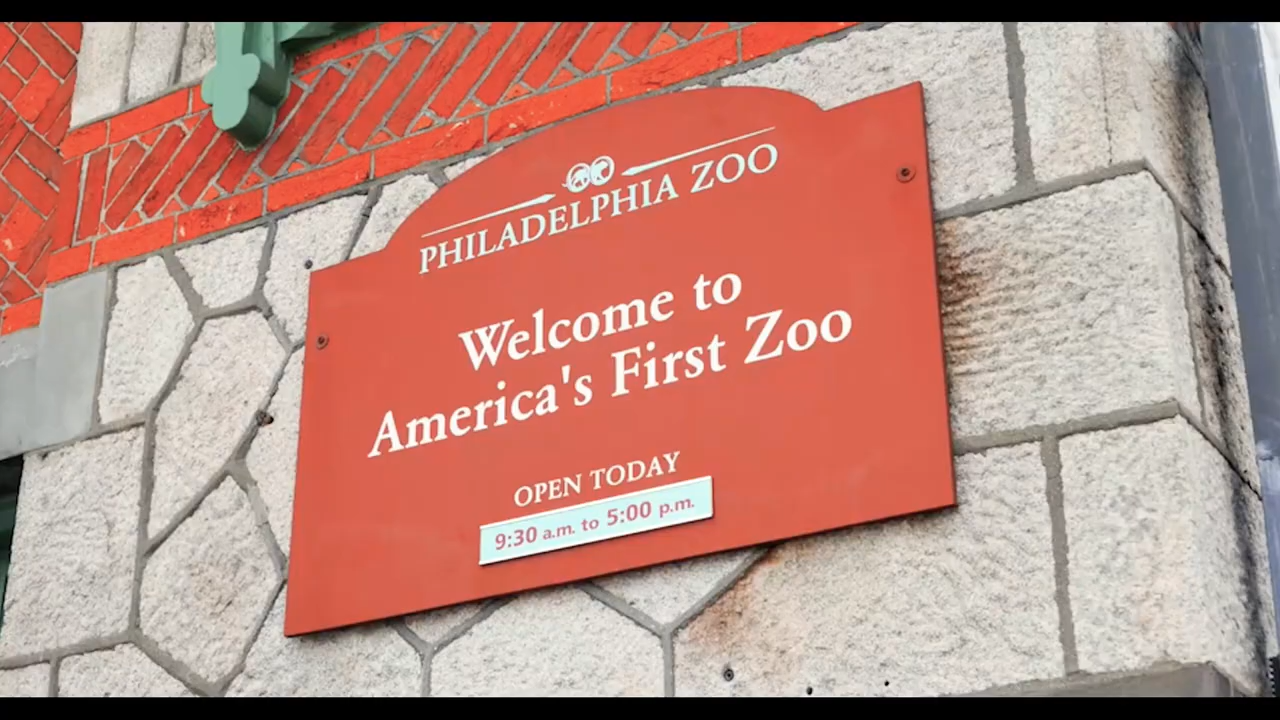 PHILADELPHIA ZOO
Welcome to
America's First Zoo
OPEN TODAY
9:30 a.m. to 5:00 p.m.